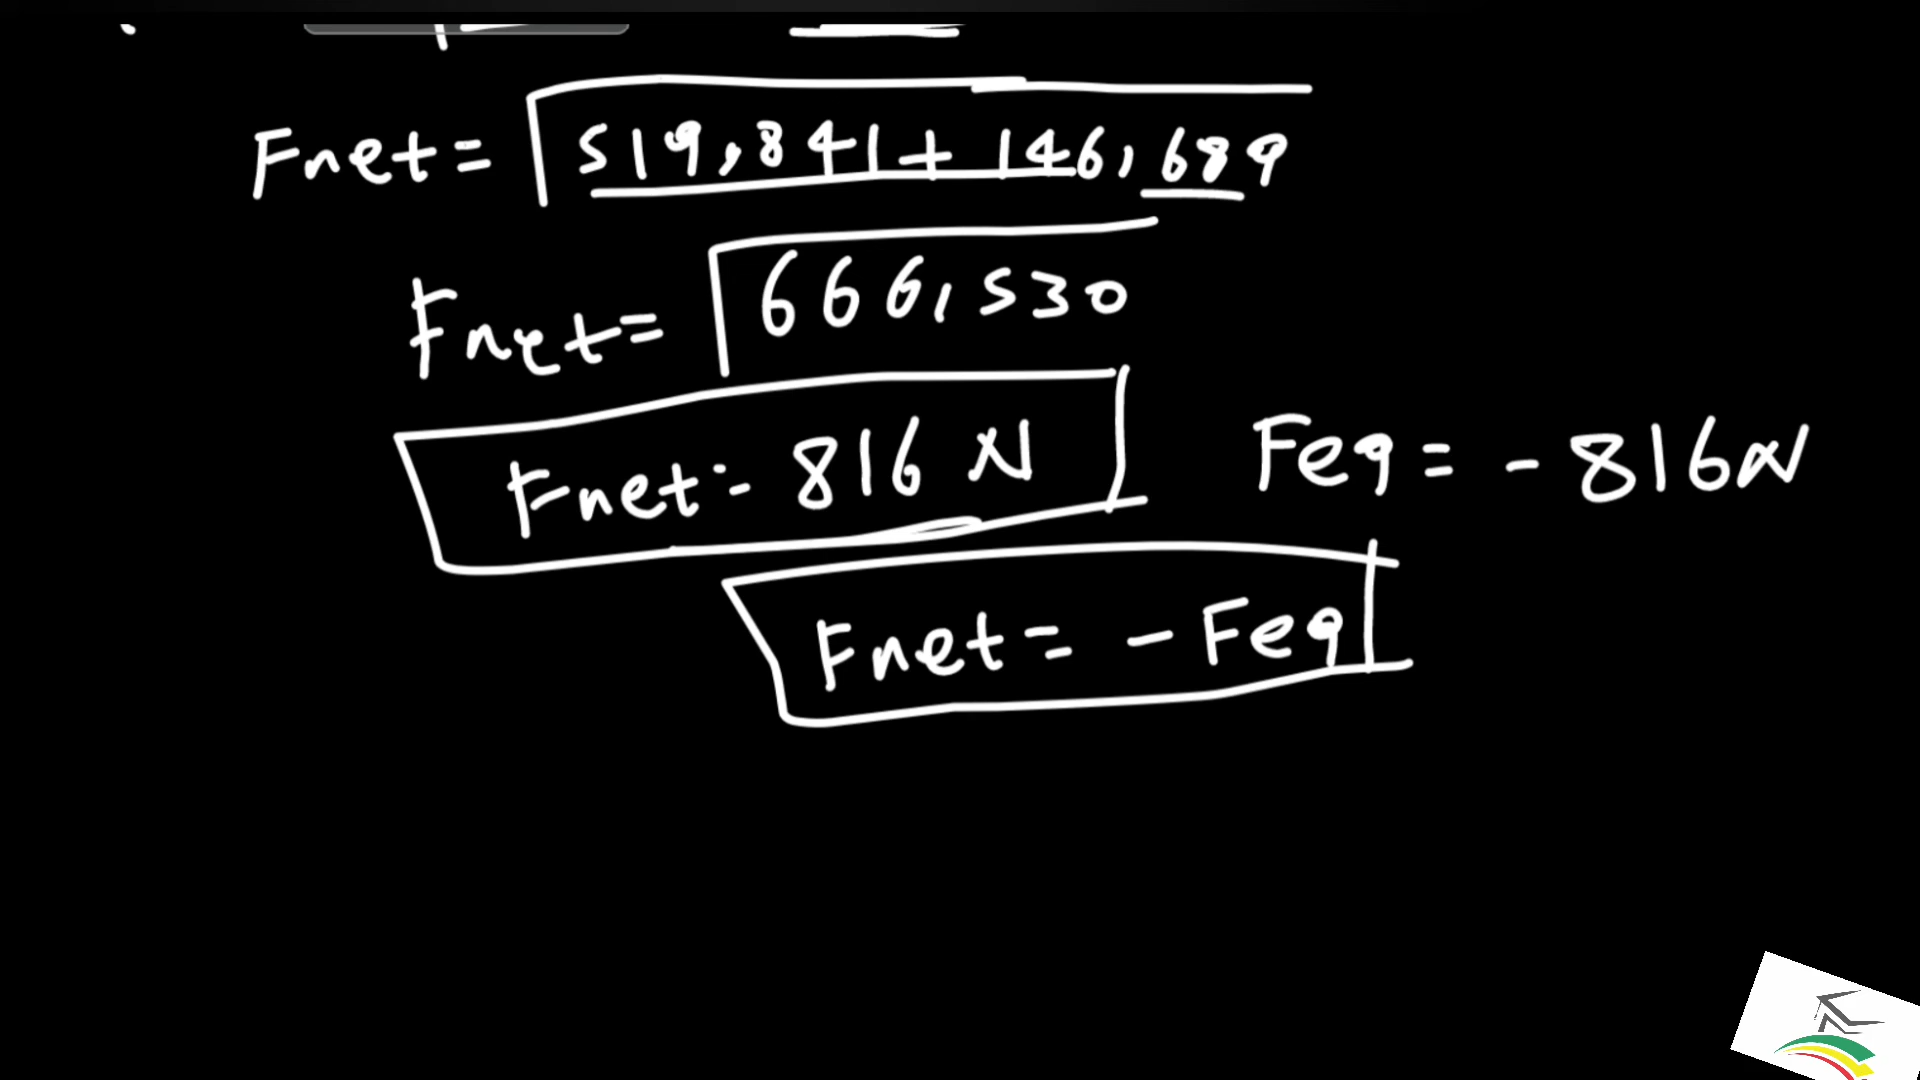 Fnet = √519,841 + 146,689
Fnet = √666,530
Fnet = 816 N Feq = - 816N
Fnet = - Feq